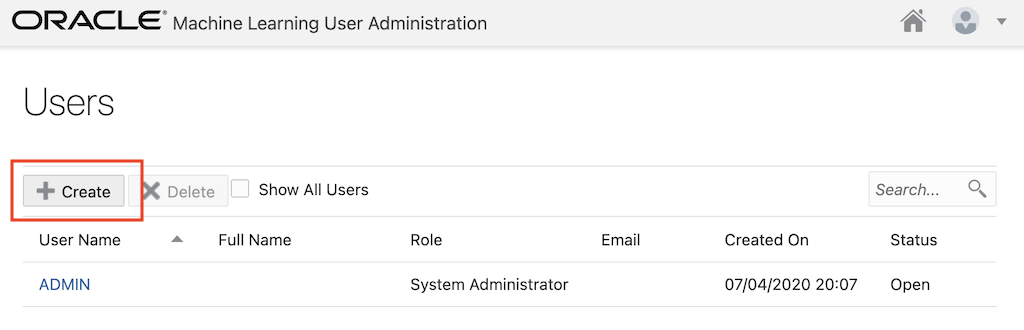 ORACLE® Machine Learning User Administration
Users
Create Delete Show All Users Search...
User Name Full Name Role Email Created On Status
ADMIN System Administrator 07/04/2020 20:07 Open